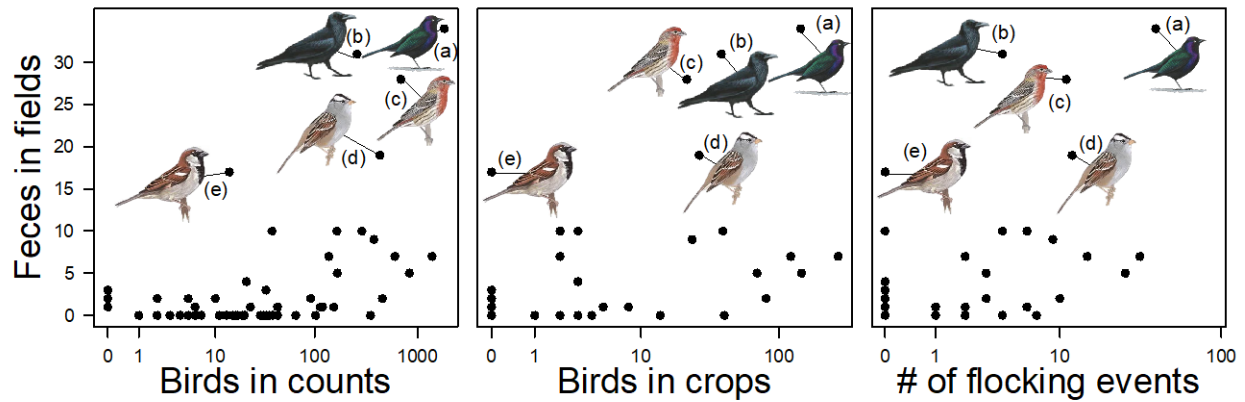 Feces in fields
30
25
20
15
10
5
0
(b)
(a)
(c)
(d)
(e)
0 1 10 100 1000
Birds in counts
(a)
(b)
(c)
(d)
(e)
0 1 10 100
Birds in crops
(a)
(b)
(c)
(d)
(e)
0 1 10 100
# of flocking events